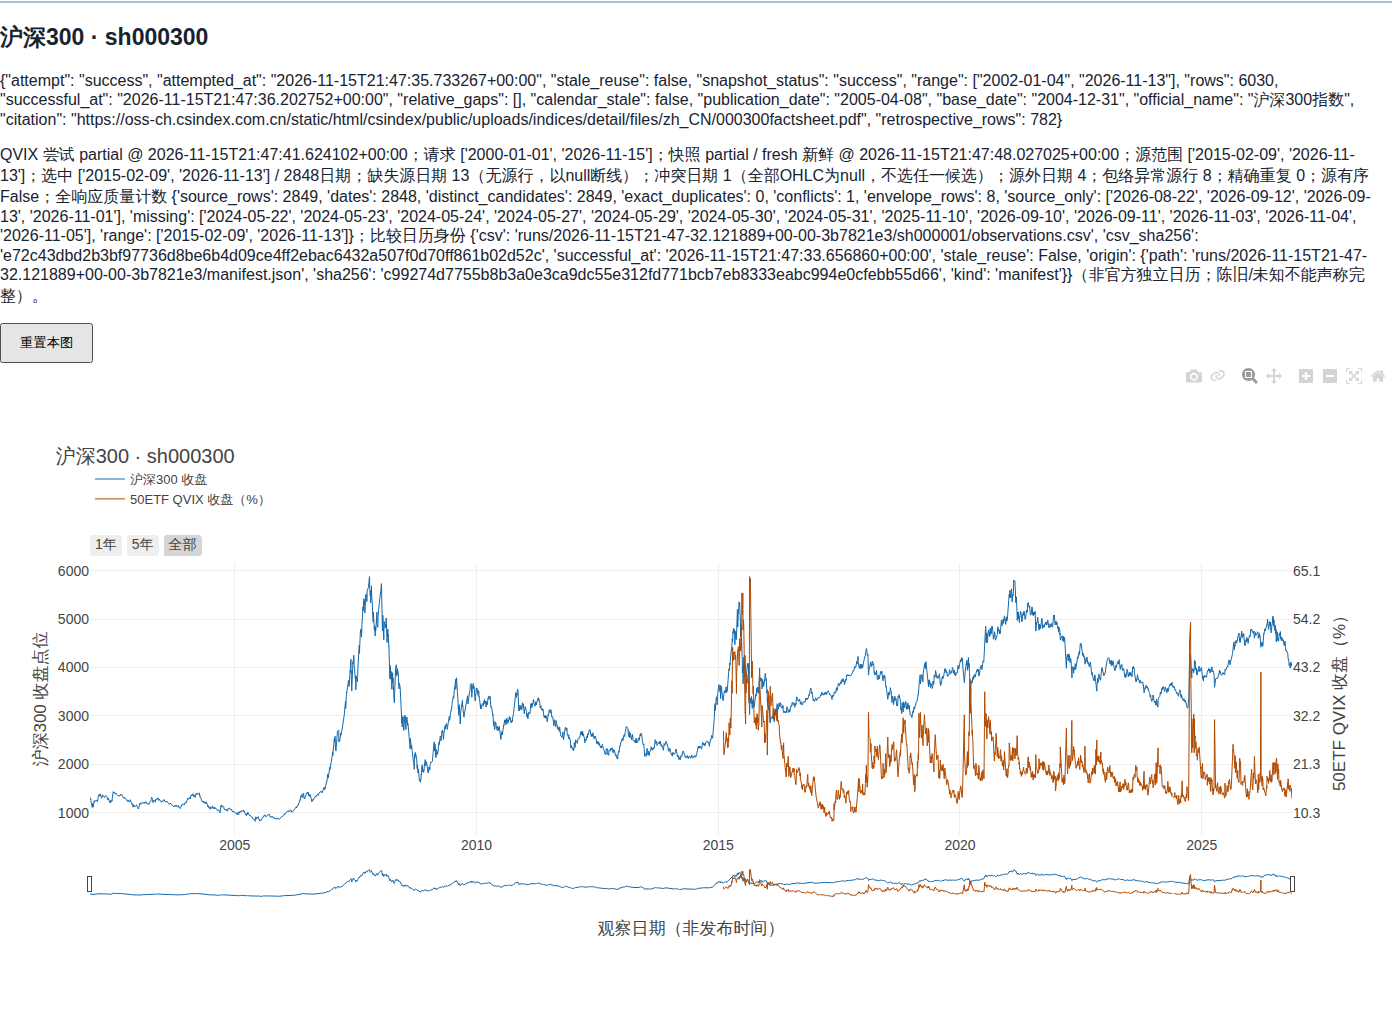 沪深300 · sh000300
{"attempt": "success", "attempted_at": "2026-11-15T21:47:35.733267+00:00", "stale_reuse": false, "snapshot_status": "success", "range": ["2002-01-04", "2026-11-13"], "rows": 6030,
"successful_at": "2026-11-15T21:47:36.202752+00:00", "relative_gaps": [], "calendar_stale": false, "publication_date": "2005-04-08", "base_date": "2004-12-31", "official_name": "沪深300指数",
"citation": "https://oss-ch.csindex.com.cn/static/html/csindex/public/uploads/indices/detail/files/zh_CN/000300factsheet.pdf", "retrospective_rows": 782}
QVIX 尝试 partial @ 2026-11-15T21:47:41.624102+00:00；请求 ['2000-01-01', '2026-11-15']；快照 partial / fresh 新鲜 @ 2026-11-15T21:47:48.027025+00:00；源范围 ['2015-02-09', '2026-11-
13']；选中 ['2015-02-09', '2026-11-13'] / 2848日期；缺失源日期 13（无源行，以null断线）；冲突日期 1（全部OHLC为null，不选任一候选）；源外日期 4；包络异常源行 8；精确重复 0；源有序
False；全响应质量计数 {'source_rows': 2849, 'dates': 2848, 'distinct_candidates': 2849, 'exact_duplicates': 0, 'conflicts': 1, 'envelope_rows': 8, 'source_only': ['2026-08-22', '2026-09-12', '2026-09-
13', '2026-11-01'], 'missing': ['2024-05-22', '2024-05-23', '2024-05-24', '2024-05-27', '2024-05-29', '2024-05-30', '2024-05-31', '2025-11-10', '2026-09-10', '2026-09-11', '2026-11-03', '2026-11-04',
'2026-11-05'], 'range': ['2015-02-09', '2026-11-13']}；比较日历身份 {'csv': 'runs/2026-11-15T21-47-32.121889+00-00-3b7821e3/sh000001/observations.csv', 'csv_sha256':
'e72c43dbd2b3bf97736d8be6b4d09ce4ff2ebac6432a507f0d70ff861b02d52c', 'successful_at': '2026-11-15T21:47:33.656860+00:00', 'stale_reuse': False, 'origin': {'path': 'runs/2026-11-15T21-47-
32.121889+00-00-3b7821e3/manifest.json', 'sha256': 'c99274d7755b8b3a0e3ca9dc55e312fd771bcb7eb8333eabc994e0cfebb55d66', 'kind': 'manifest'}}（非官方独立日历；陈旧/未知不能声称完
整）。
重置本图
沪深300 · sh000300
沪深300 收盘
50ETF QVIX 收盘（%）
1年 5年 全部
6000
5000
4000
3000
2000
1000
沪深300 收盘点位
65.1
54.2
43.2
32.2
21.3
10.3
50ETF QVIX 收盘（%）
2005 2010 2015 2020 2025
观察日期（非发布时间）